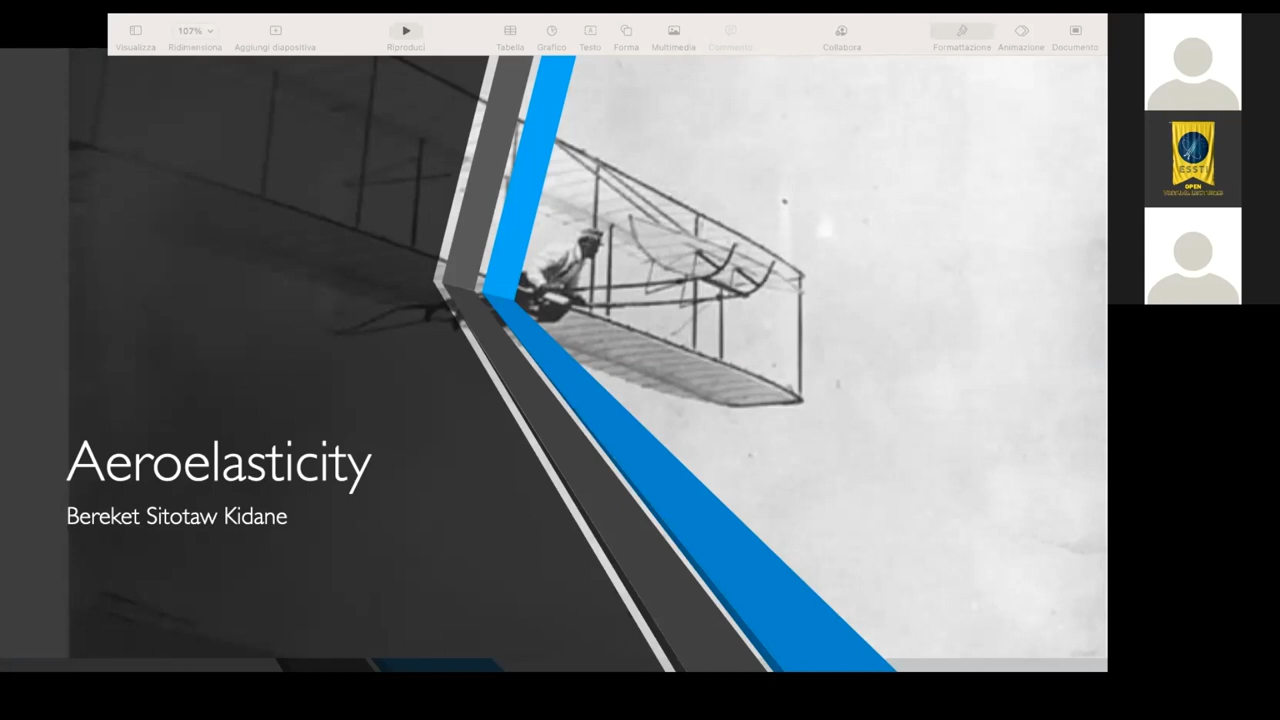 107%
Visualizza Ridimensiona Aggiungi diapositiva Riproduci Tabella Grafico Testo Forma Multimedia Commento Collabora Formattazione Animazione Documento
ESSTI
OPEN
Aeroelasticity
Bereket Sitotaw Kidane